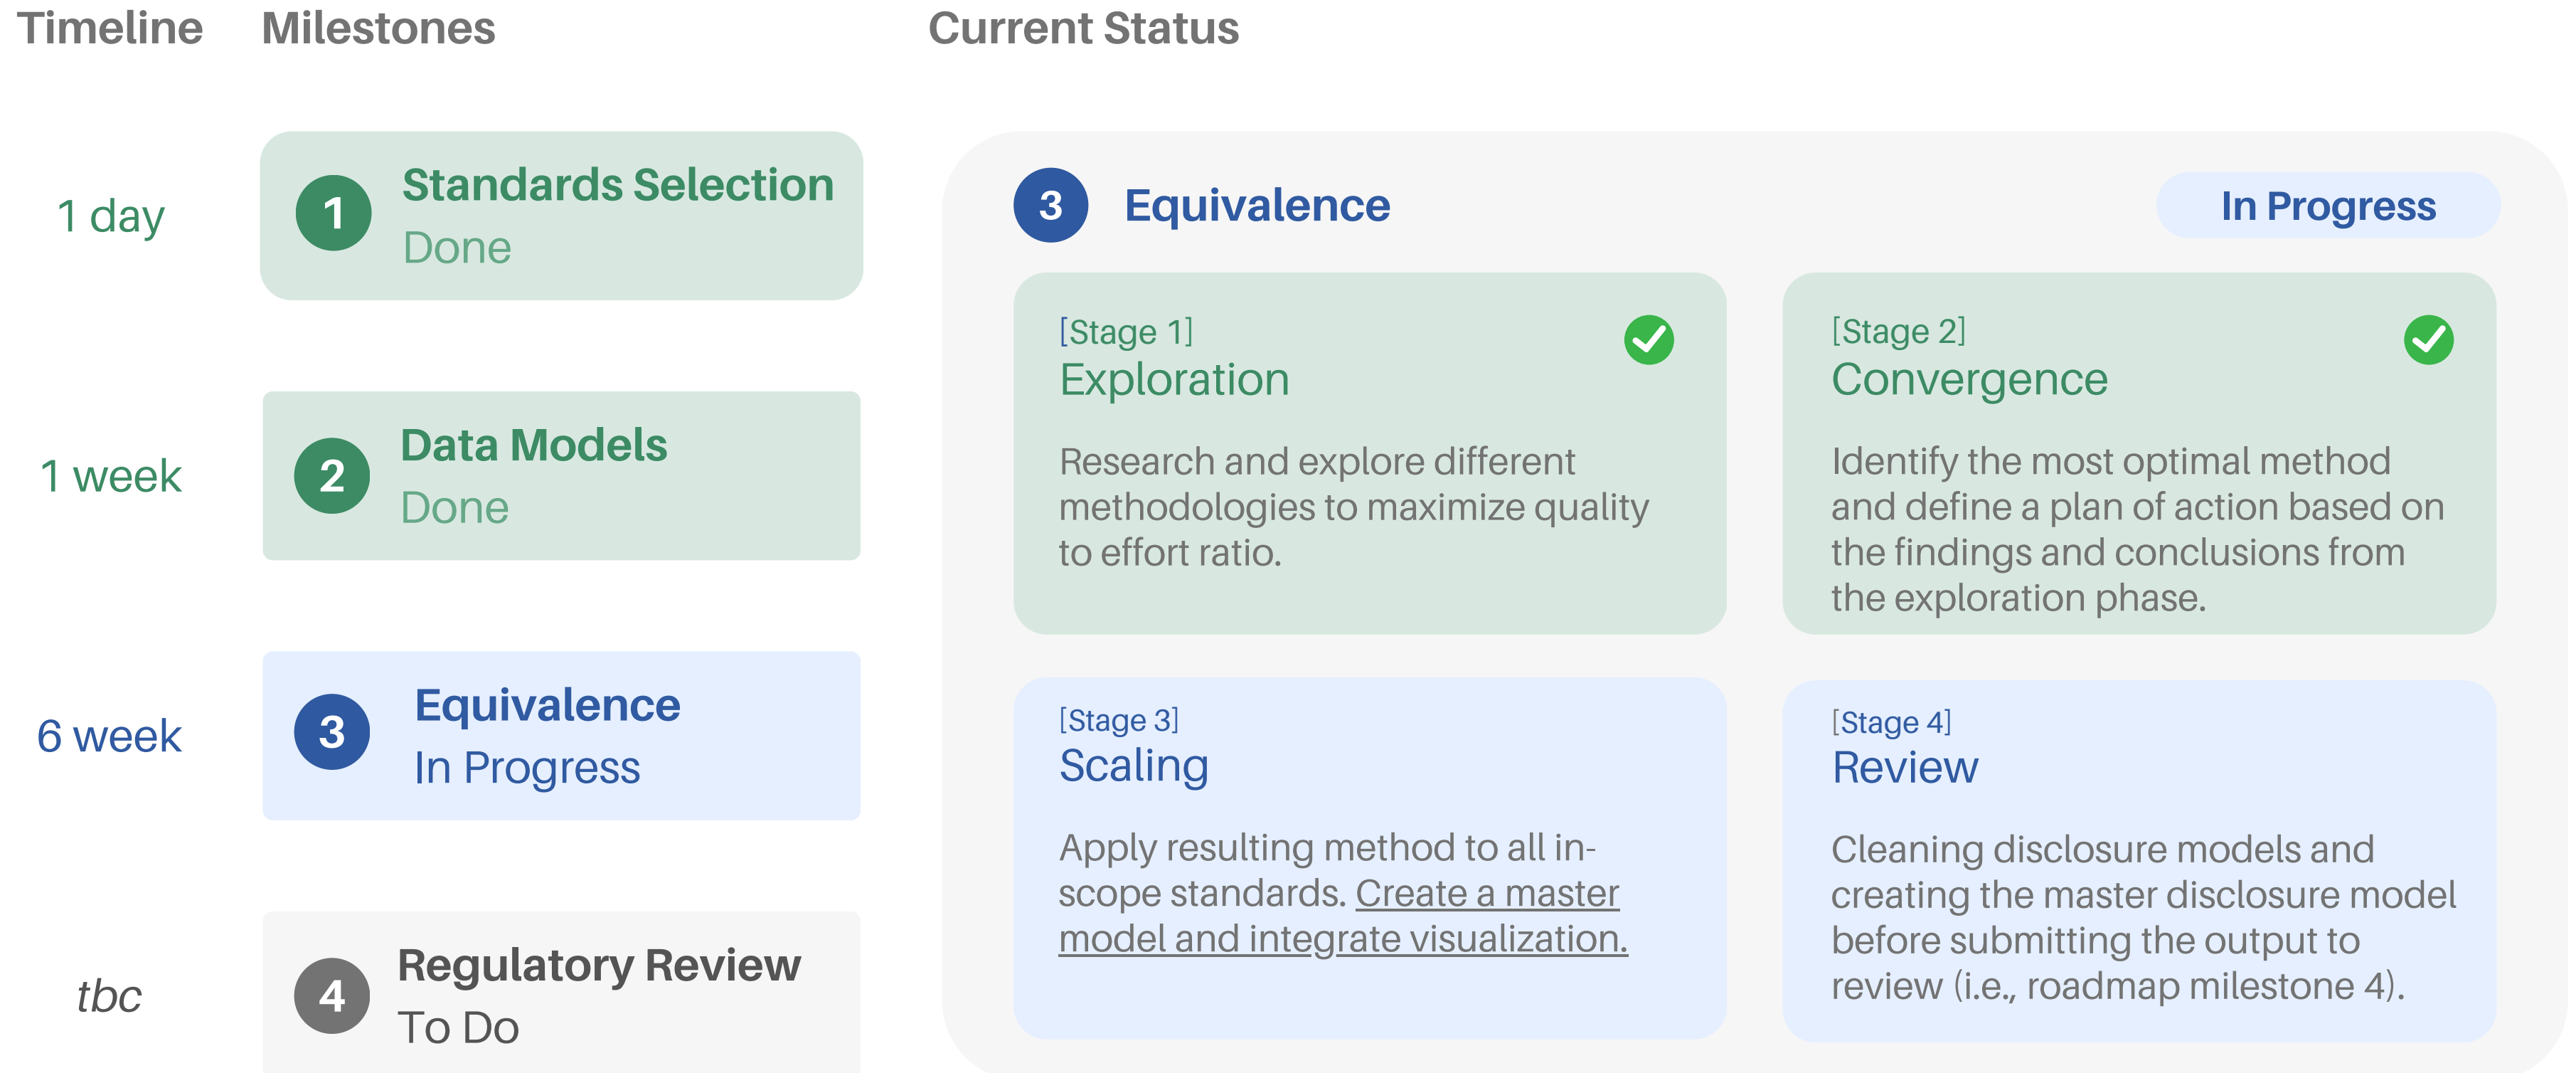 Timeline
Milestones
Current Status
1 day
1
Standards Selection
Done
1 week
2
Data Models
Done
6 week
3
Equivalence
In Progress
tbc
4
Regulatory Review
To Do
3
Equivalence
In Progress
[Stage 1]
Exploration
Research and explore different
methodologies to maximize quality
to effort ratio.
[Stage 2]
Convergence
Identify the most optimal method
and define a plan of action based on
the findings and conclusions from
the exploration phase.
[Stage 3]
Scaling
Apply resulting method to all in-
scope standards. Create a master
model and integrate visualization.
[Stage 4]
Review
Cleaning disclosure models and
creating the master disclosure model
before submitting the output to
review (i.e., roadmap milestone 4).